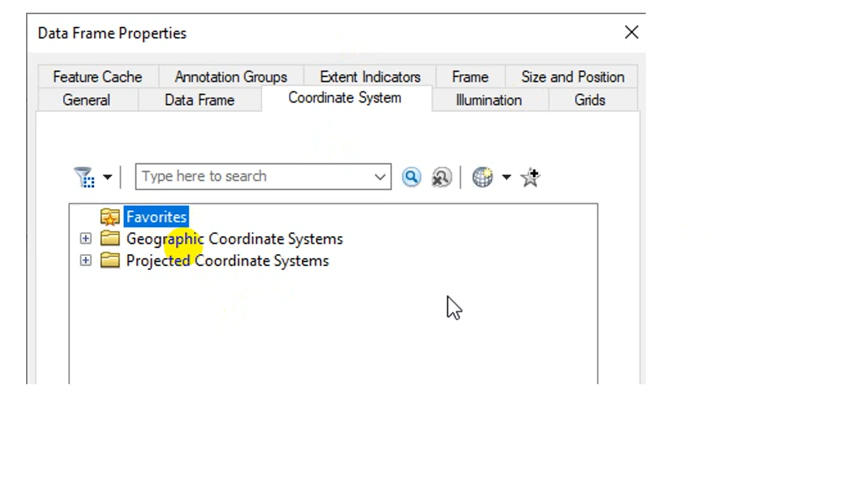 Data Frame Properties
Feature Cache Annotation Groups Extent Indicators Frame Size and Position
General Data Frame Coordinate System Illumination Grids
Type here to search
Favorites
Geographic Coordinate Systems
Projected Coordinate Systems